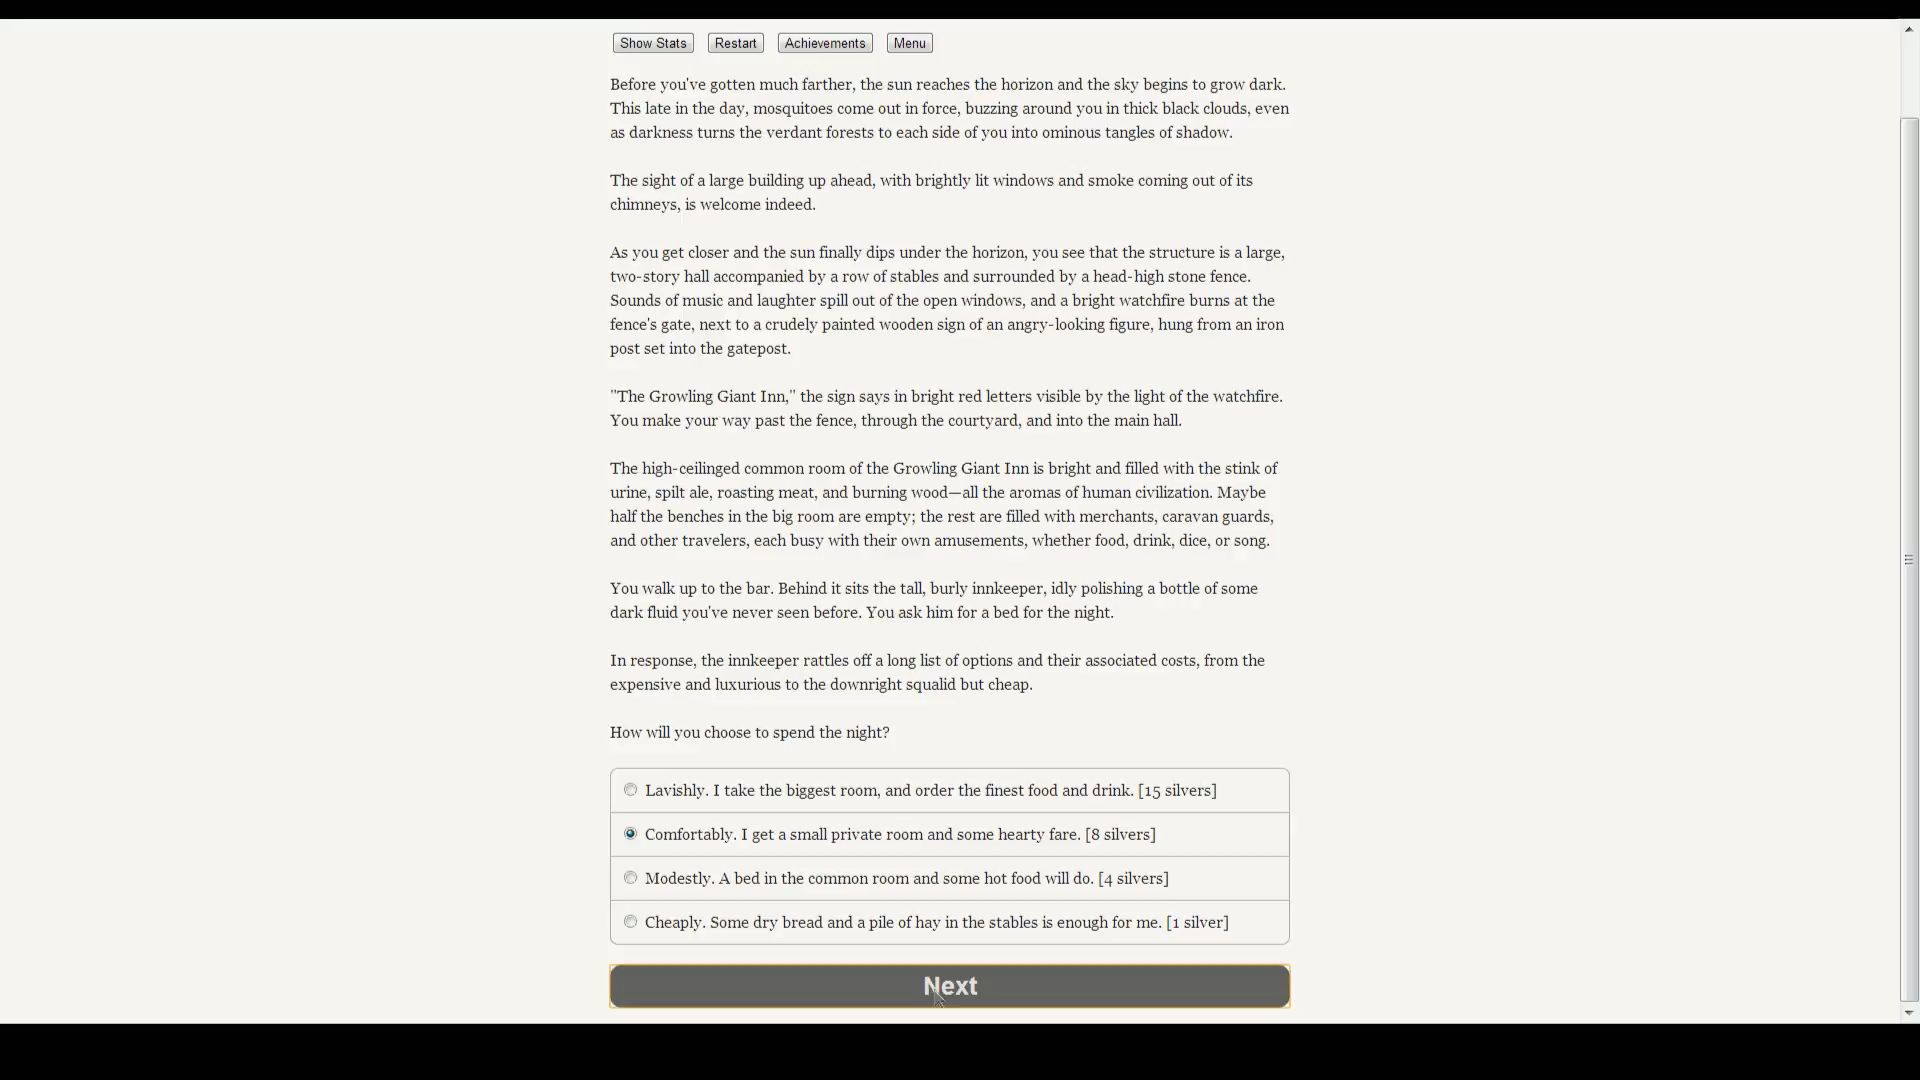 Show Stats Restart Achievements Menu
Before you've gotten much farther, the sun reaches the horizon and the sky begins to grow dark.
This late in the day, mosquitoes come out in force, buzzing around you in thick black clouds, even
as darkness turns the verdant forests to each side of you into ominous tangles of shadow.
The sight of a large building up ahead, with brightly lit windows and smoke coming out of its
chimneys, is welcome indeed.
As you get closer and the sun finally dips under the horizon, you see that the structure is a large,
two-story hall accompanied by a row of stables and surrounded by a head-high stone fence.
Sounds of music and laughter spill out of the open windows, and a bright watchfire burns at the
fence's gate, next to a crudely painted wooden sign of an angry-looking figure, hung from an iron
post set into the gatepost.
"The Growling Giant Inn," the sign says in bright red letters visible by the light of the watchfire.
You make your way past the fence, through the courtyard, and into the main hall.
The high-ceilinged common room of the Growling Giant Inn is bright and filled with the stink of
urine, spilt ale, roasting meat, and burning wood—all the aromas of human civilization. Maybe
half the benches in the big room are empty; the rest are filled with merchants, caravan guards,
and other travelers, each busy with their own amusements, whether food, drink, dice, or song.
You walk up to the bar. Behind it sits the tall, burly innkeeper, idly polishing a bottle of some
dark fluid you've never seen before. You ask him for a bed for the night.
In response, the innkeeper rattles off a long list of options and their associated costs, from the
expensive and luxurious to the downright squalid but cheap.
How will you choose to spend the night?
Lavishly. I take the biggest room, and order the finest food and drink. [15 silvers]
Comfortably. I get a small private room and some hearty fare. [8 silvers]
Modestly. A bed in the common room and some hot food will do. [4 silvers]
Cheaply. Some dry bread and a pile of hay in the stables is enough for me. [1 silver]
Next